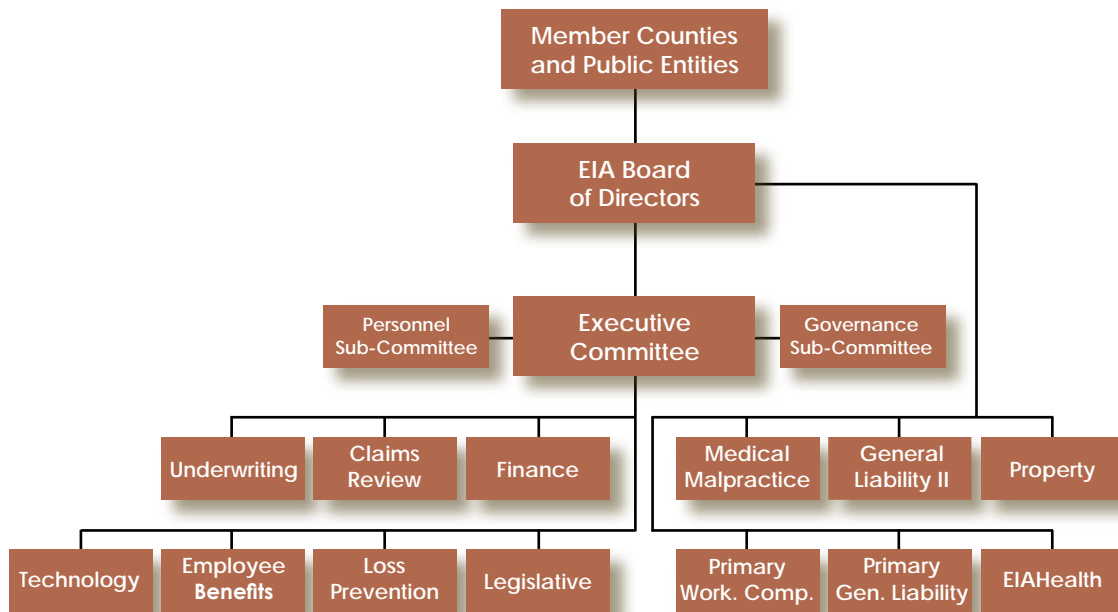 Member Counties
and Public Entities
EIA Board
of Directors
Personnel
Sub-Committee
Executive
Committee
Governance
Sub-Committee
Underwriting
Claims
Review
Finance
Medical
Malpractice
General
Liability II
Property
Technology
Employee
Benefits
Loss
Prevention
Legislative
Primary
Work. Comp.
Primary
Gen. Liability
EIAHealth